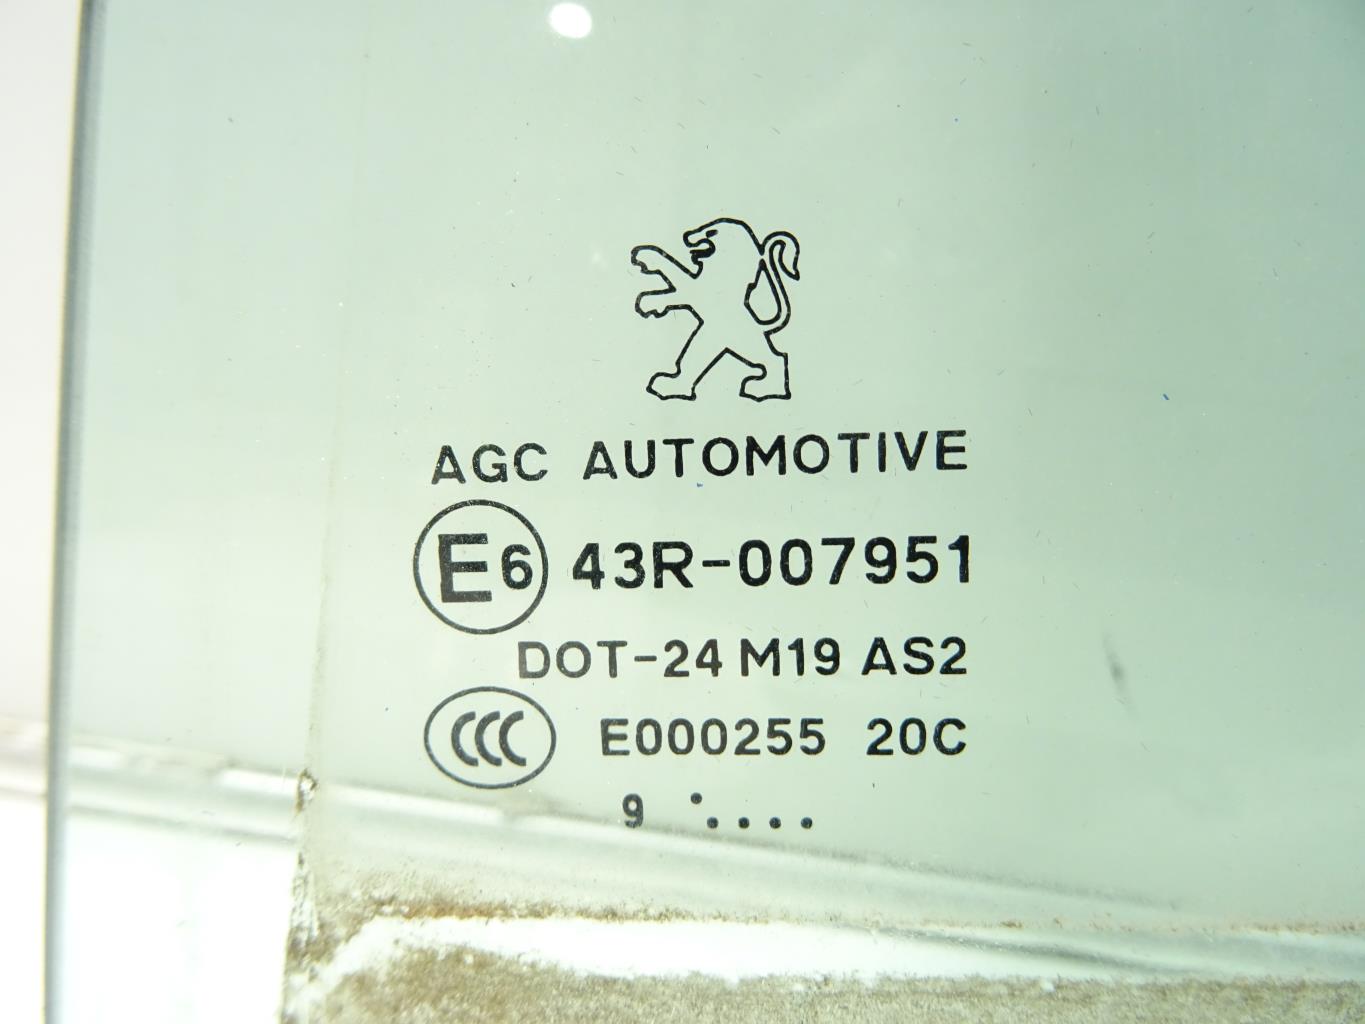 AGC AUTOMOTIVE
E6 43R-007951
DOT-24 M19 AS2
CCC E000255 20C
9 .....